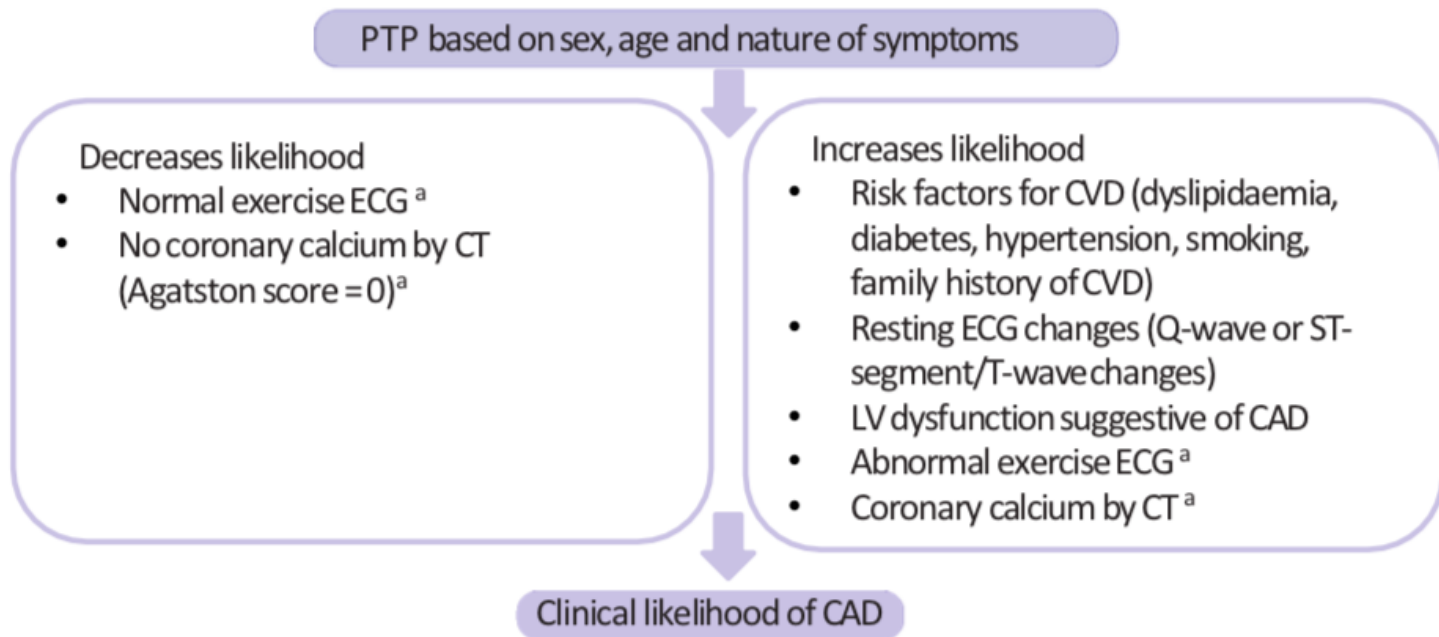 PTP based on sex, age and nature of symptoms
Decreases likelihood
• Normal exercise ECG a
• No coronary calcium by CT
(Agatston score = 0)a
Increases likelihood
• Risk factors for CVD (dyslipidaemia,
diabetes, hypertension, smoking,
family history of CVD)
• Resting ECG changes (Q-wave or ST-
segment/T-wave changes)
• LV dysfunction suggestive of CAD
• Abnormal exercise ECG a
• Coronary calcium by CT a
Clinical likelihood of CAD